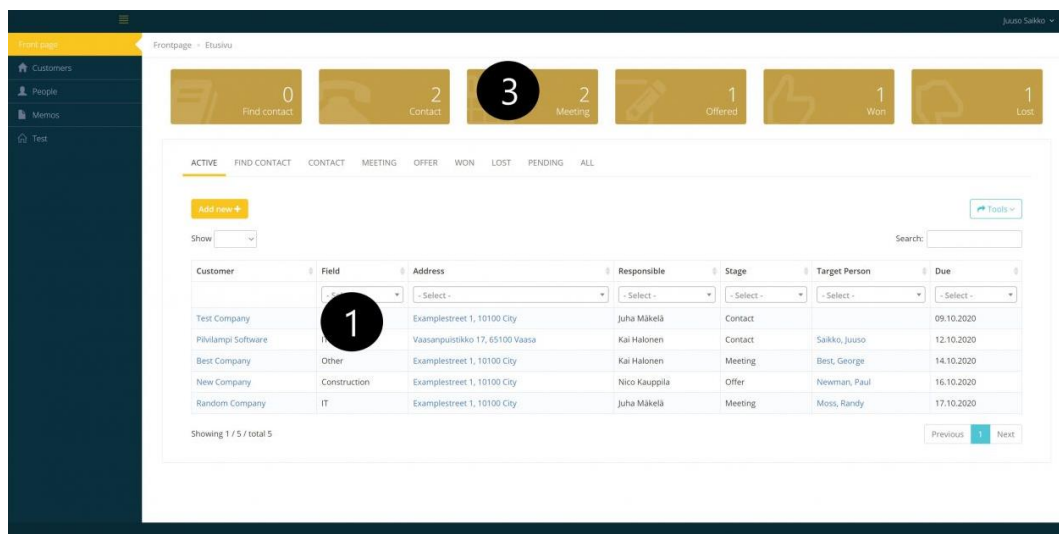 Juuso Saikko
Front page
Frontpage - Etusivu
Customers
People
Memos
Test
0
Find contact
2
Contact
3
2
Meeting
1
Offered
1
Won
1
Lost
ACTIVE FIND CONTACT CONTACT MEETING OFFER WON LOST PENDING ALL
Add new +
Tools
Show
Search:
Customer Field Address Responsible Stage Target Person Due
- Select - - Select - - Select - - Select - - Select -
1
Test Company Examplestreet 1, 10100 City Juha Mäkelä Contact 09.10.2020
Pilvilampi Software Vaasanpuistikko 17, 65100 Vaasa Kai Halonen Contact Saikko, Juuso 12.10.2020
Best Company Other Examplestreet 1, 10100 City Kai Halonen Meeting Best, George 14.10.2020
New Company Construction Examplestreet 1, 10100 City Nico Kauppila Offer Newman, Paul 16.10.2020
Random Company IT Examplestreet 1, 10100 City Juha Mäkelä Meeting Moss, Randy 17.10.2020
Showing 1 / 5 / total 5
Previous 1 Next